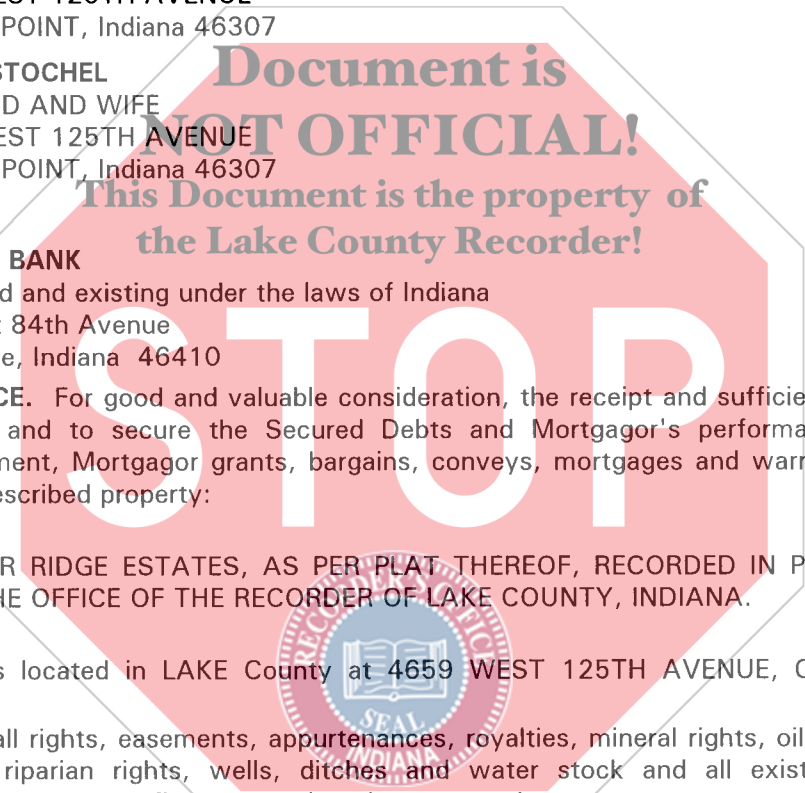 POINT, Indiana 46307
STOCHEL
D AND WIFE
EST 125TH AVENUE
POINT, Indiana 46307
BANK
d and existing under the laws of Indiana
84th Avenue
e, Indiana 46410
CE. For good and valuable consideration, the receipt and sufficie
and to secure the Secured Debts and Mortgagor's performa
ment, Mortgagor grants, bargains, conveys, mortgages and warr
escribed property:
R RIDGE ESTATES, AS PER PLAT THEREOF, RECORDED IN P
HE OFFICE OF THE RECORDER OF LAKE COUNTY, INDIANA.
s located in LAKE County at 4659 WEST 125TH AVENUE, C
all rights, easements, appurtenances, royalties, mineral rights, oil
riparian rights, wells, ditches and water stock and all exist
Document is
NOT OFFICIAL!
This Document is the property of
the Lake County Recorder!
STOP
RECORDER'S OFFICE
SEAL
INDIANA